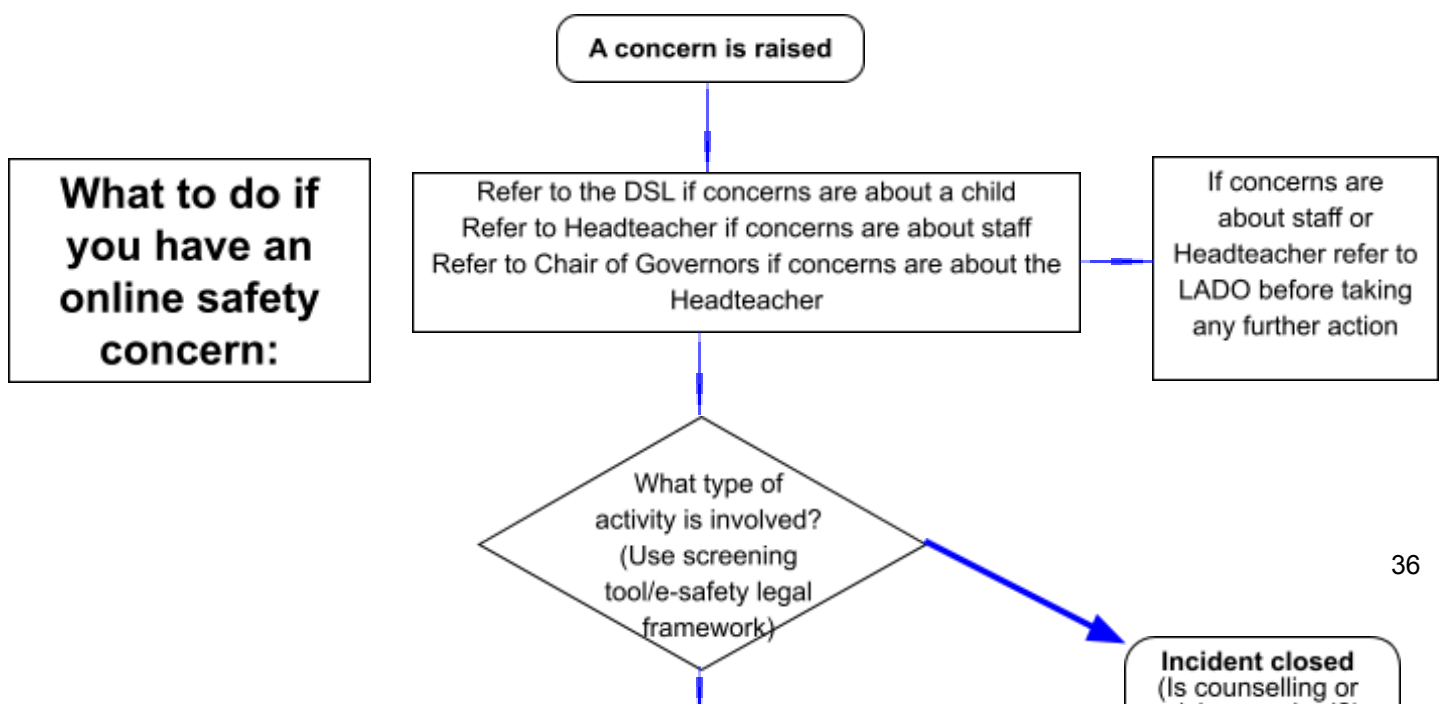 A concern is raised
What to do if
you have an
online safety
concern:
Refer to the DSL if concerns are about a child
Refer to Headteacher if concerns are about staff
Refer to Chair of Governors if concerns are about the
Headteacher
If concerns are
about staff or
Headteacher refer to
LADO before taking
any further action
What type of
activity is involved?
(Use screening
tool/e-safety legal
framework)
36
Incident closed
(Is counselling or